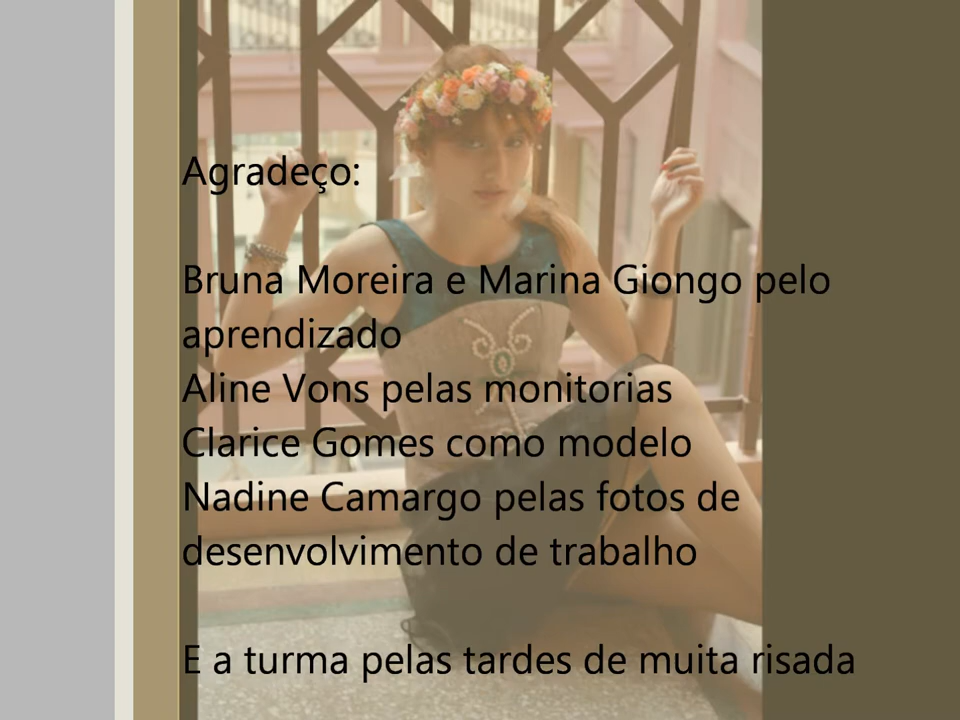 Agradeço:
Bruna Moreira e Marina Giongo pelo
aprendizado
Aline Vons pelas monitorias
Clarice Gomes como modelo
Nadine Camargo pelas fotos de
desenvolvimento de trabalho
E a turma pelas tardes de muita risada